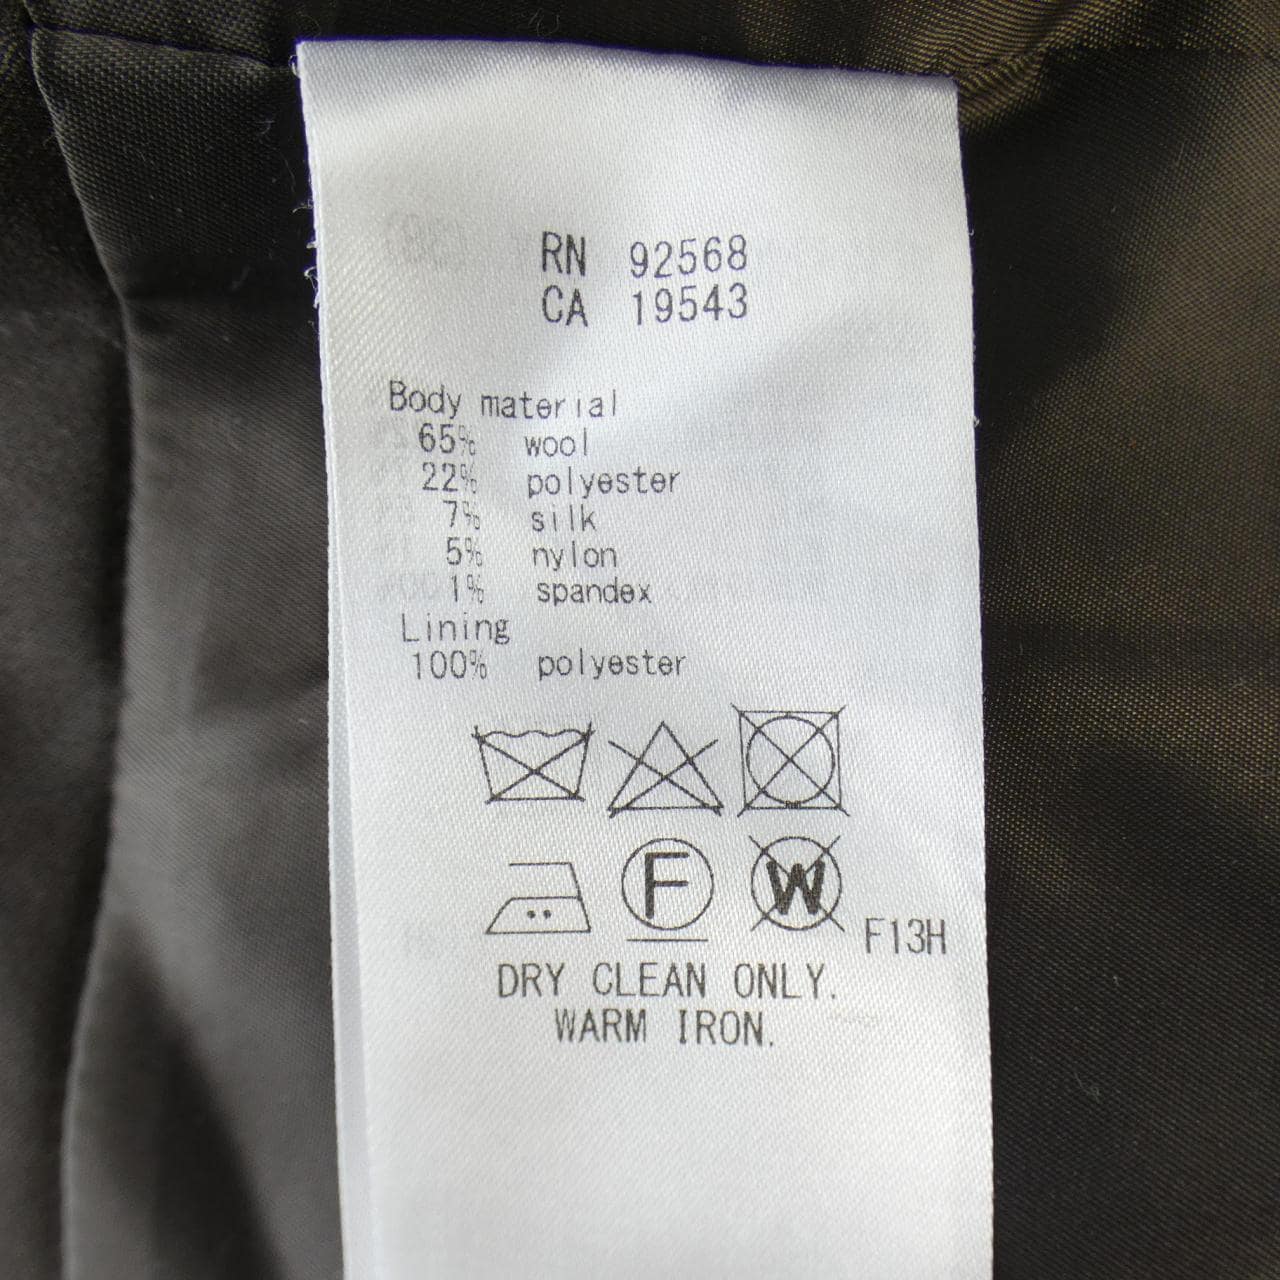 RN 92568
CA 19543
Body material
65% wool
22% polyester
7% silk
5% nylon
1% spandex
Lining
100% polyester
F W F13H
DRY CLEAN ONLY.
WARM IRON.